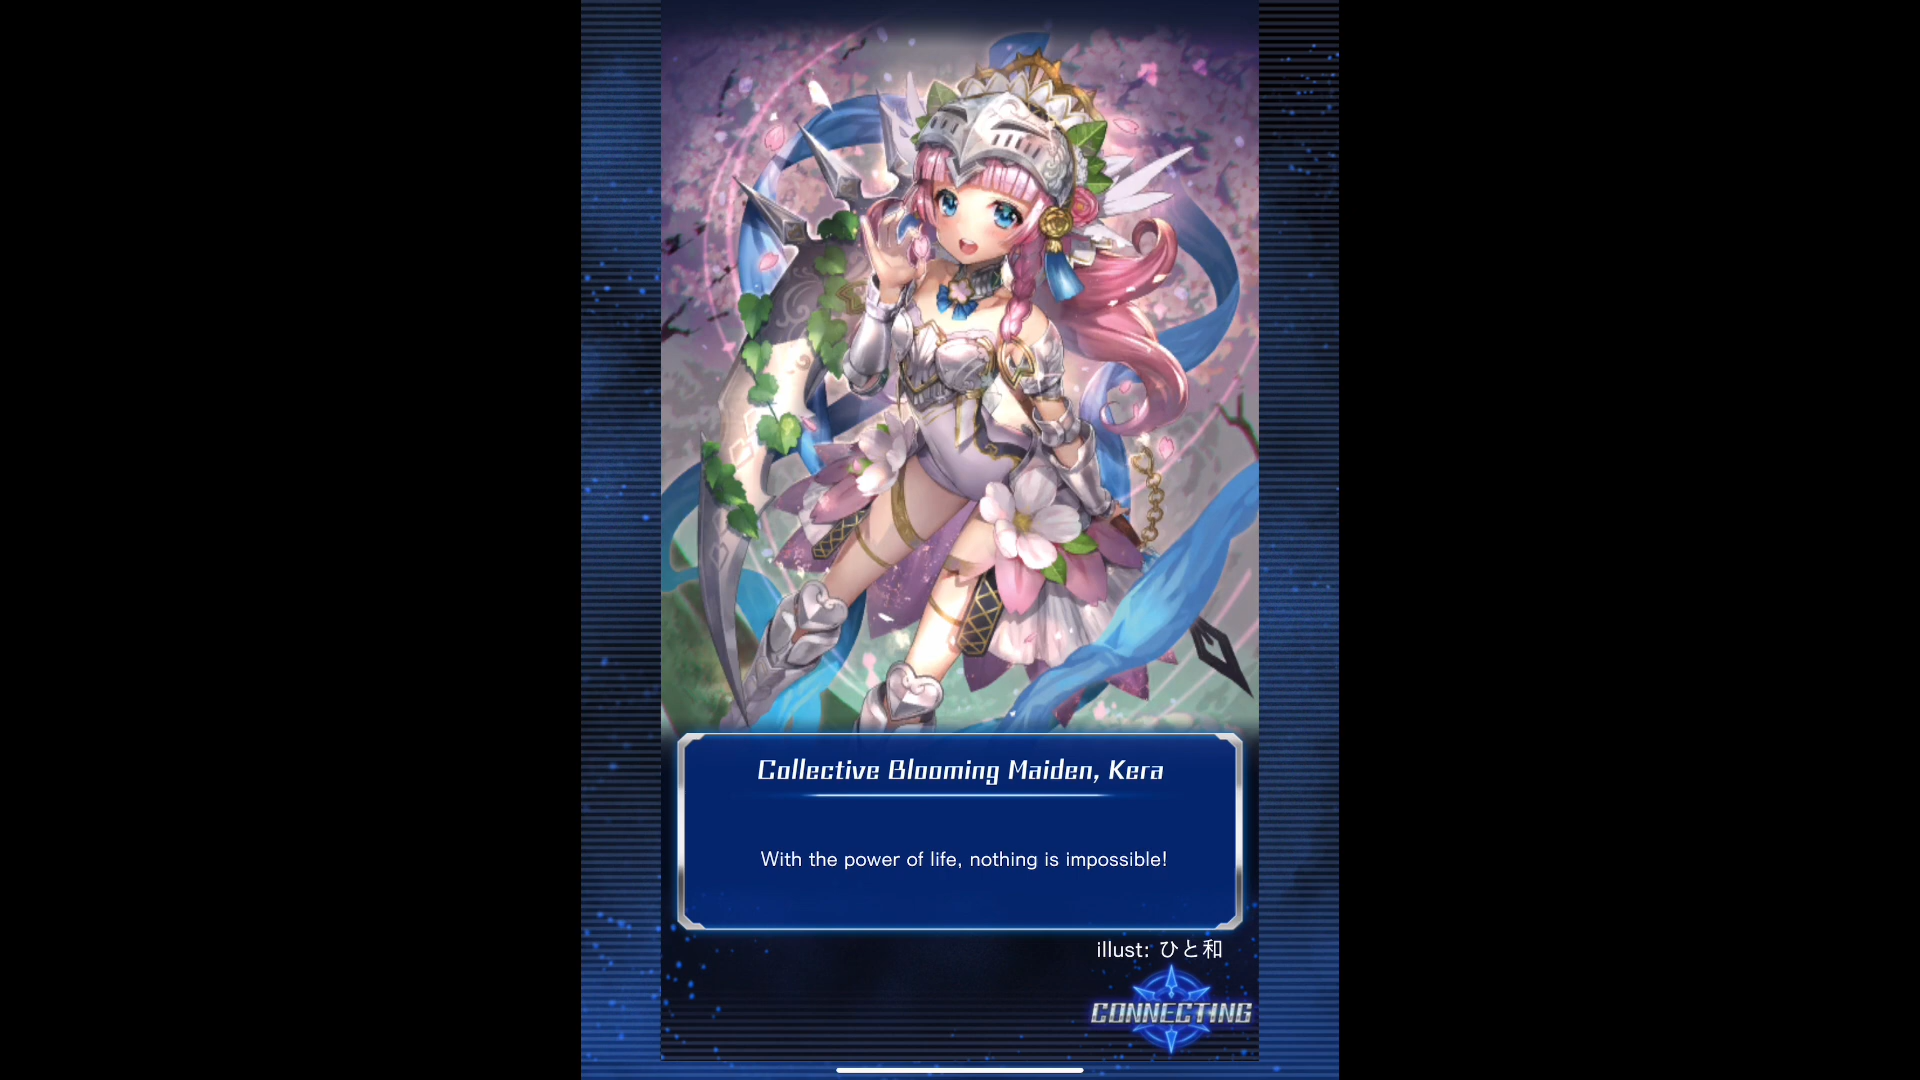 Collective Blooming Maiden, Kera
With the power of life, nothing is impossible!
illust: ひと和
CONNECTING